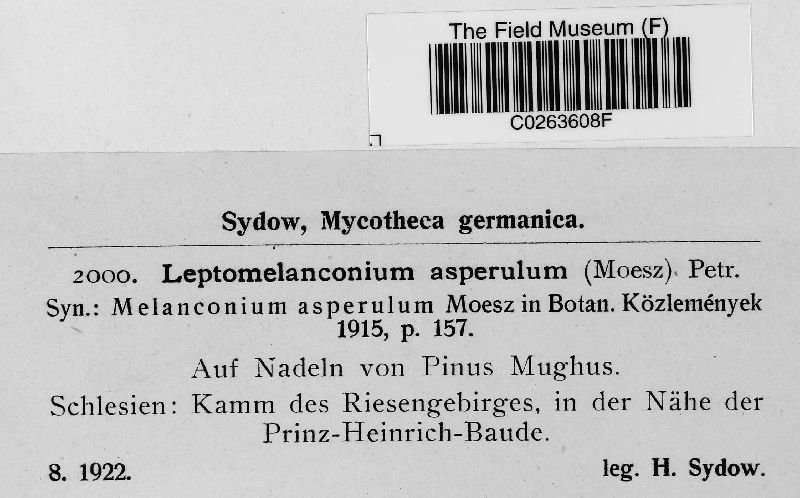 The Field Museum (F)
C0263608F
Sydow, Mycotheca germanica.
2000. Leptomelanconium asperulum (Moesz) Petr.
Syn.: Melanconium asperulum Moesz in Botan. Közlemények
1915, p. 157.
Auf Nadeln von Pinus Mughus.
Schlesien: Kamm des Riesengebirges, in der Nähe der
Prinz-Heinrich-Baude.
8. 1922. leg. H. Sydow.